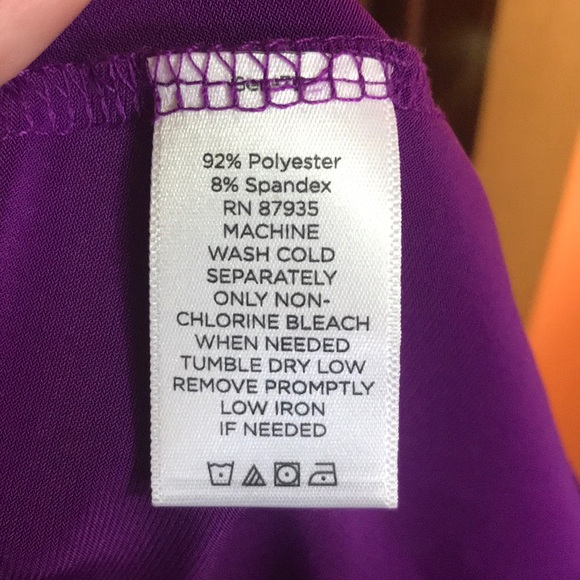 92% Polyester
8% Spandex
RN 87935
MACHINE
WASH COLD
SEPARATELY
ONLY NON-
CHLORINE BLEACH
WHEN NEEDED
TUMBLE DRY LOW
REMOVE PROMPTLY
LOW IRON
IF NEEDED